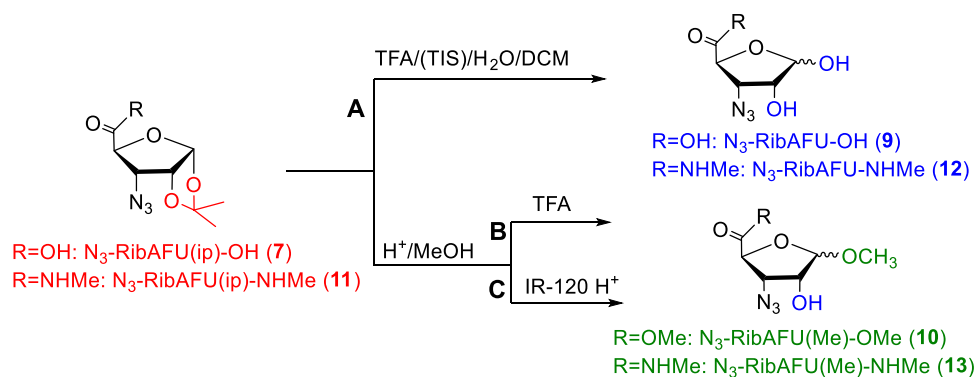 R
O
O
O
O
N3
R=OH: N3-RibAFU(ip)-OH (7)
R=NHMe: N3-RibAFU(ip)-NHMe (11)
A
TFA/(TIS)/H2O/DCM
H+/MeOH
B
TFA
C
IR-120 H+
R
O
O
OH
N3
OH
R=OH: N3-RibAFU-OH (9)
R=NHMe: N3-RibAFU-NHMe (12)
R
O
O
OCH3
N3
OH
R=OMe: N3-RibAFU(Me)-OMe (10)
R=NHMe: N3-RibAFU(Me)-NHMe (13)